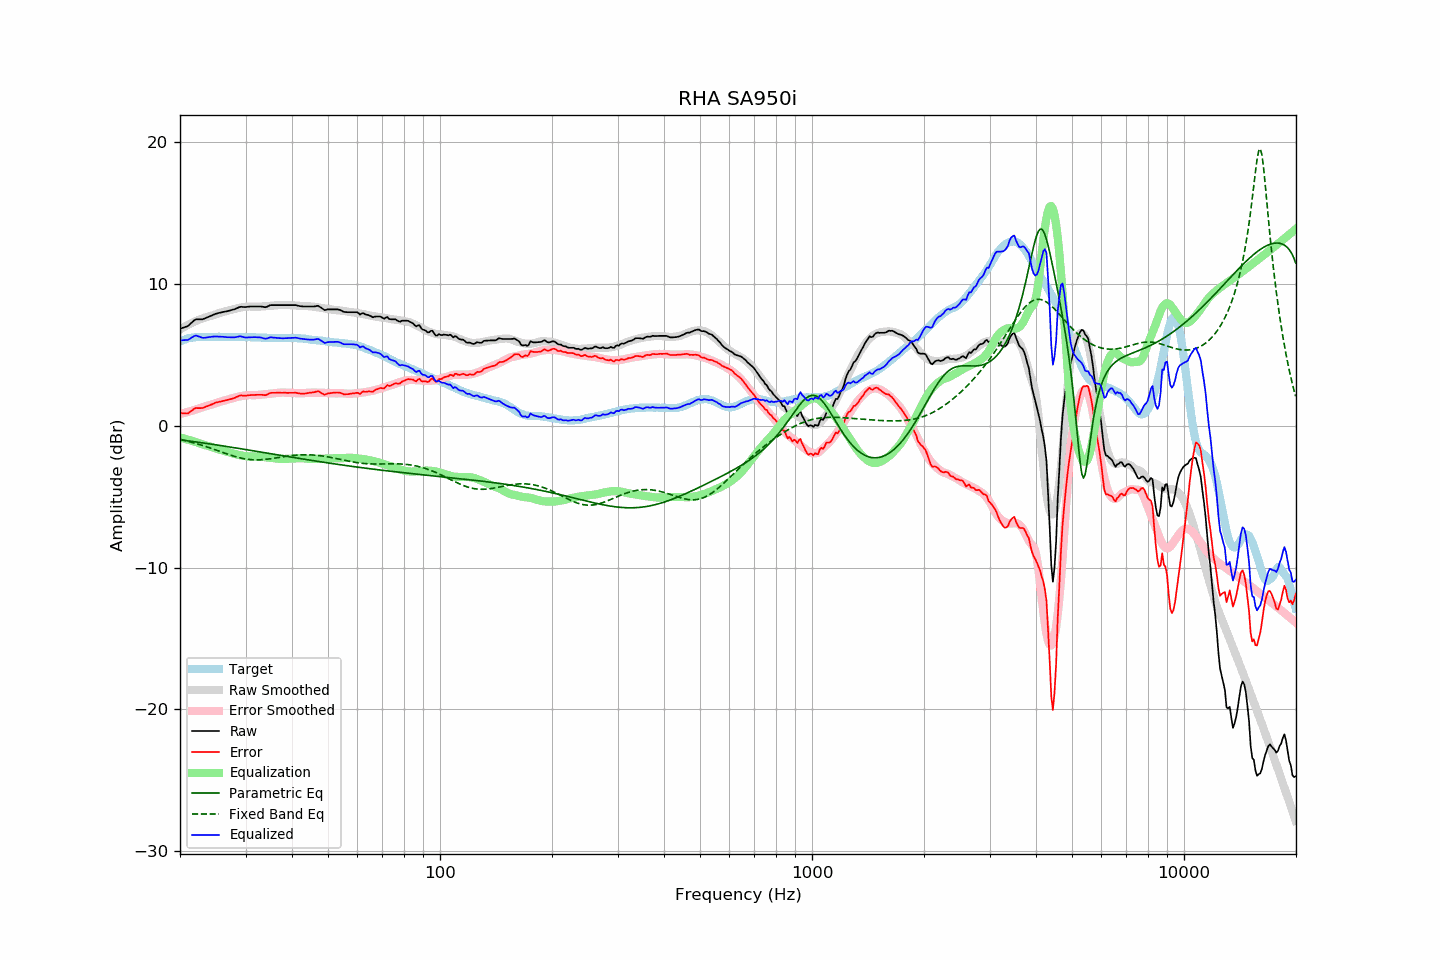 RHA SA950i
20
10
0
−10
−20
−30
Amplitude (dBr)
Target
Raw Smoothed
Error Smoothed
Raw
Error
Equalization
Parametric Eq
Fixed Band Eq
Equalized
100
1000
10000
Frequency (Hz)